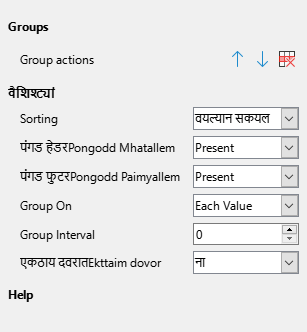 Groups
Group actions
वैशिश्ट्यां
Sorting वयल्यान सकयल
पंगड हेडरPongodd Mhatallem Present
पंगड फुटरPongodd Paimyallem Present
Group On Each Value
Group Interval 0
एकठाय दवरातEkttaim dovor ना
Help